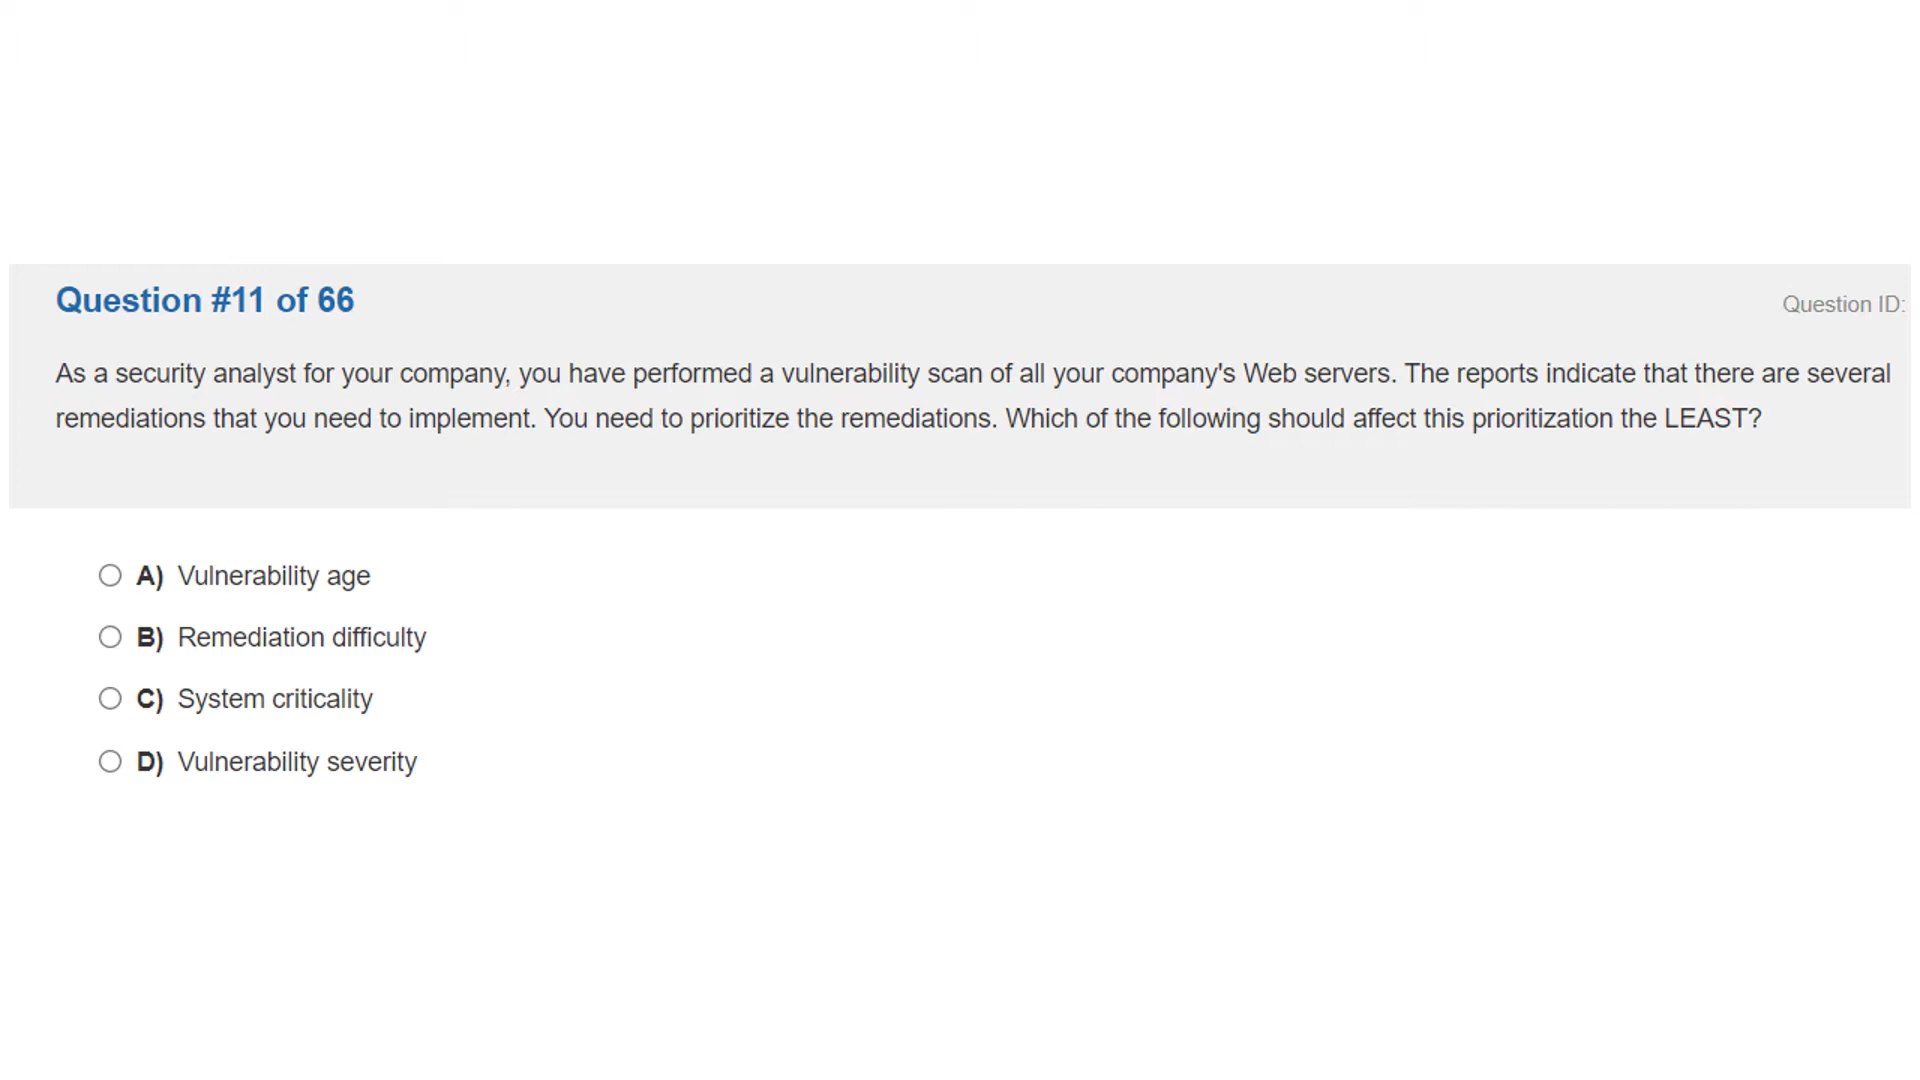 Question #11 of 66
Question ID:
As a security analyst for your company, you have performed a vulnerability scan of all your company's Web servers. The reports indicate that there are several
remediations that you need to implement. You need to prioritize the remediations. Which of the following should affect this prioritization the LEAST?
A) Vulnerability age
B) Remediation difficulty
C) System criticality
D) Vulnerability severity